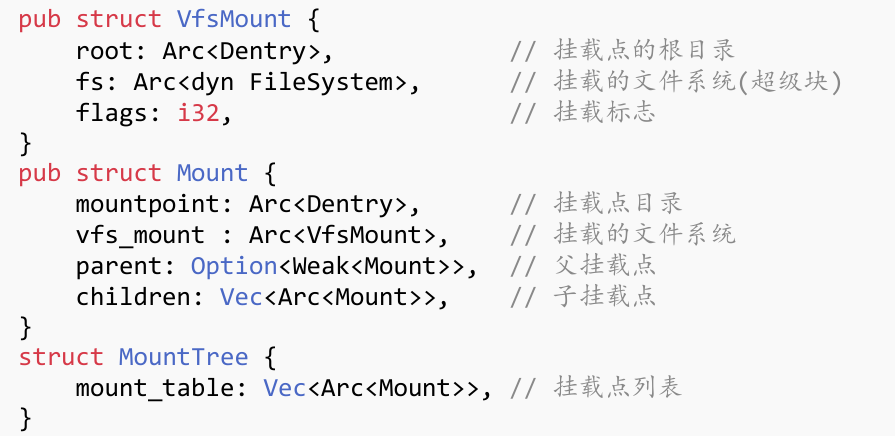 pub struct VfsMount {
    root: Arc<Dentry>,            // 挂载点的根目录
    fs: Arc<dyn FileSystem>,      // 挂载的文件系统(超级块)
    flags: i32,                   // 挂载标志
}
pub struct Mount {
    mountpoint: Arc<Dentry>,      // 挂载点目录
    vfs_mount : Arc<VfsMount>,    // 挂载的文件系统
    parent: Option<Weak<Mount>>,  // 父挂载点
    children: Vec<Arc<Mount>>,    // 子挂载点
}
struct MountTree {
    mount_table: Vec<Arc<Mount>>, // 挂载点列表
}